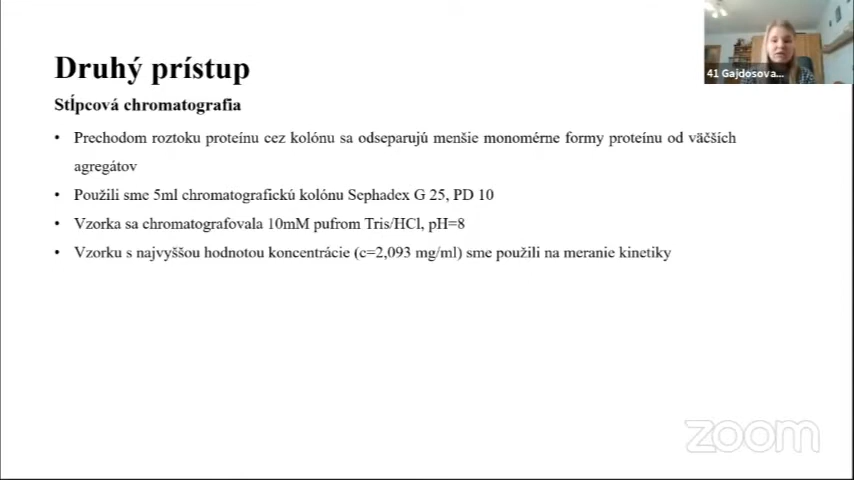 Druhý prístup
Stĺpcová chromatografia
• Prechodom roztoku proteínu cez kolónu sa odseparujú menšie monomérne formy proteínu od väčších
agregátov
• Použili sme 5ml chromatografickú kolónu Sephadex G 25, PD 10
• Vzorka sa chromatografovala 10mM pufrom Tris/HCl, pH=8
• Vzorku s najvyššou hodnotou koncentrácie (c=2,093 mg/ml) sme použili na meranie kinetiky
41 Gajdosova...
zoom